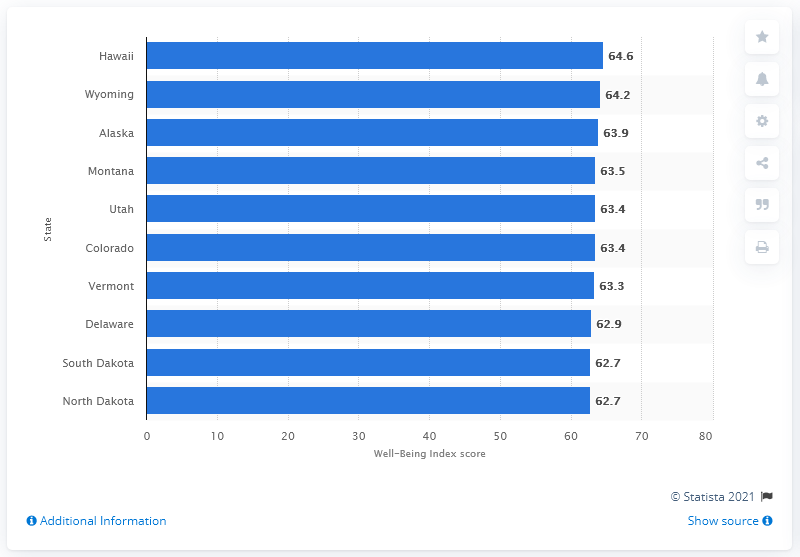 Hawaii 64.6
Wyoming 64.2
Alaska 63.9
Montana 63.5
Utah 63.4
Colorado 63.4
Vermont 63.3
Delaware 62.9
South Dakota 62.7
North Dakota 62.7
State
0 10 20 30 40 50 60 70 80
Well-Being Index score
© Statista 2021
Additional Information
Show source